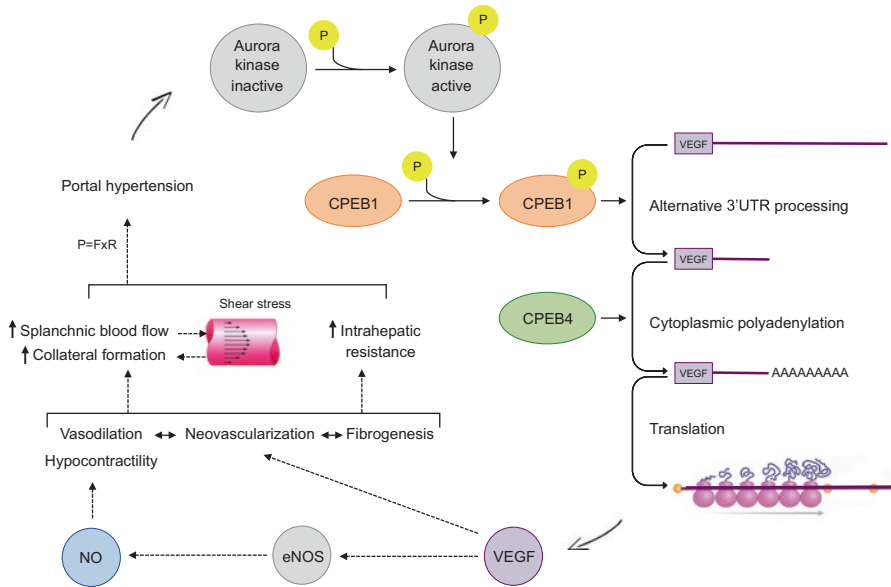 P
P
Aurora
kinase
inactive
Aurora
kinase
active
P
P
CPEB1
CPEB1
VEGF
Alternative 3'UTR processing
VEGF
CPEB4
Cytoplasmic polyadenylation
VEGF
AAAAAAAAA
Translation
Portal hypertension
P=FxR
Shear stress
Splanchnic blood flow
Collateral formation
Intrahepatic
resistance
Vasodilation
Neovascularization
Fibrogenesis
Hypocontractility
NO
eNOS
VEGF